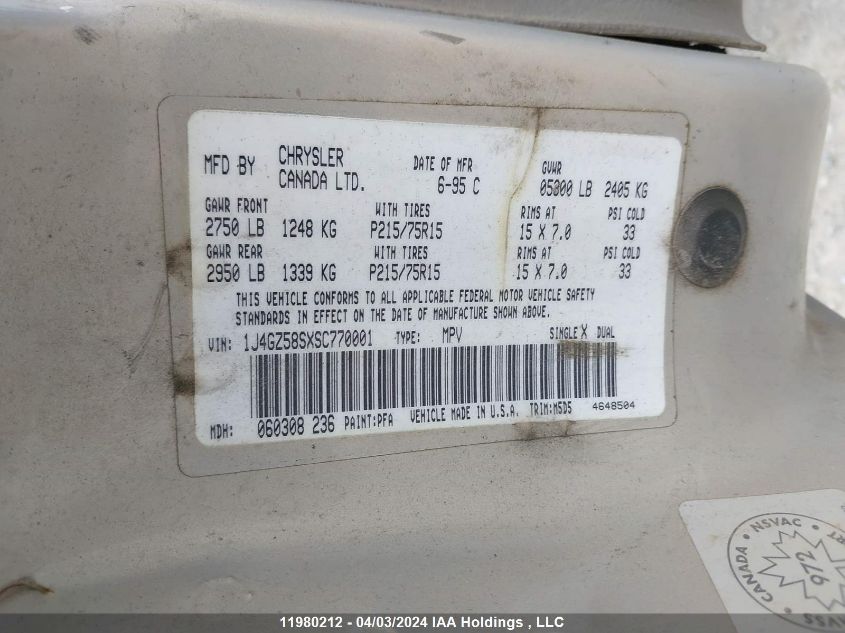 MFD BY CHRYSLER CANADA LTD. DATE OF MFR 6-95 C GVWR 05300 LB 2405 KG
GAWR FRONT WITH TIRES RIMS AT PSI COLD
2750 LB 1248 KG P215/75R15 15 X 7.0 33
GAWR REAR WITH TIRES RIMS AT PSI COLD
2950 LB 1339 KG P215/75R15 15 X 7.0 33
THIS VEHICLE CONFORMS TO ALL APPLICABLE FEDERAL MOTOR VEHICLE SAFETY
STANDARDS IN EFFECT ON THE DATE OF MANUFACTURE SHOWN ABOVE.
VIN: 1J4GZ58SXSC770001 TYPE: MPV SINGLE X DUAL
MDH: 060308 236 PAINT:PFA VEHICLE MADE IN U.S.A. TRIM:M5D5 4648504
CANADA • NSVAC •
972
11980212 - 04/03/2024 IAA Holdings , LLC